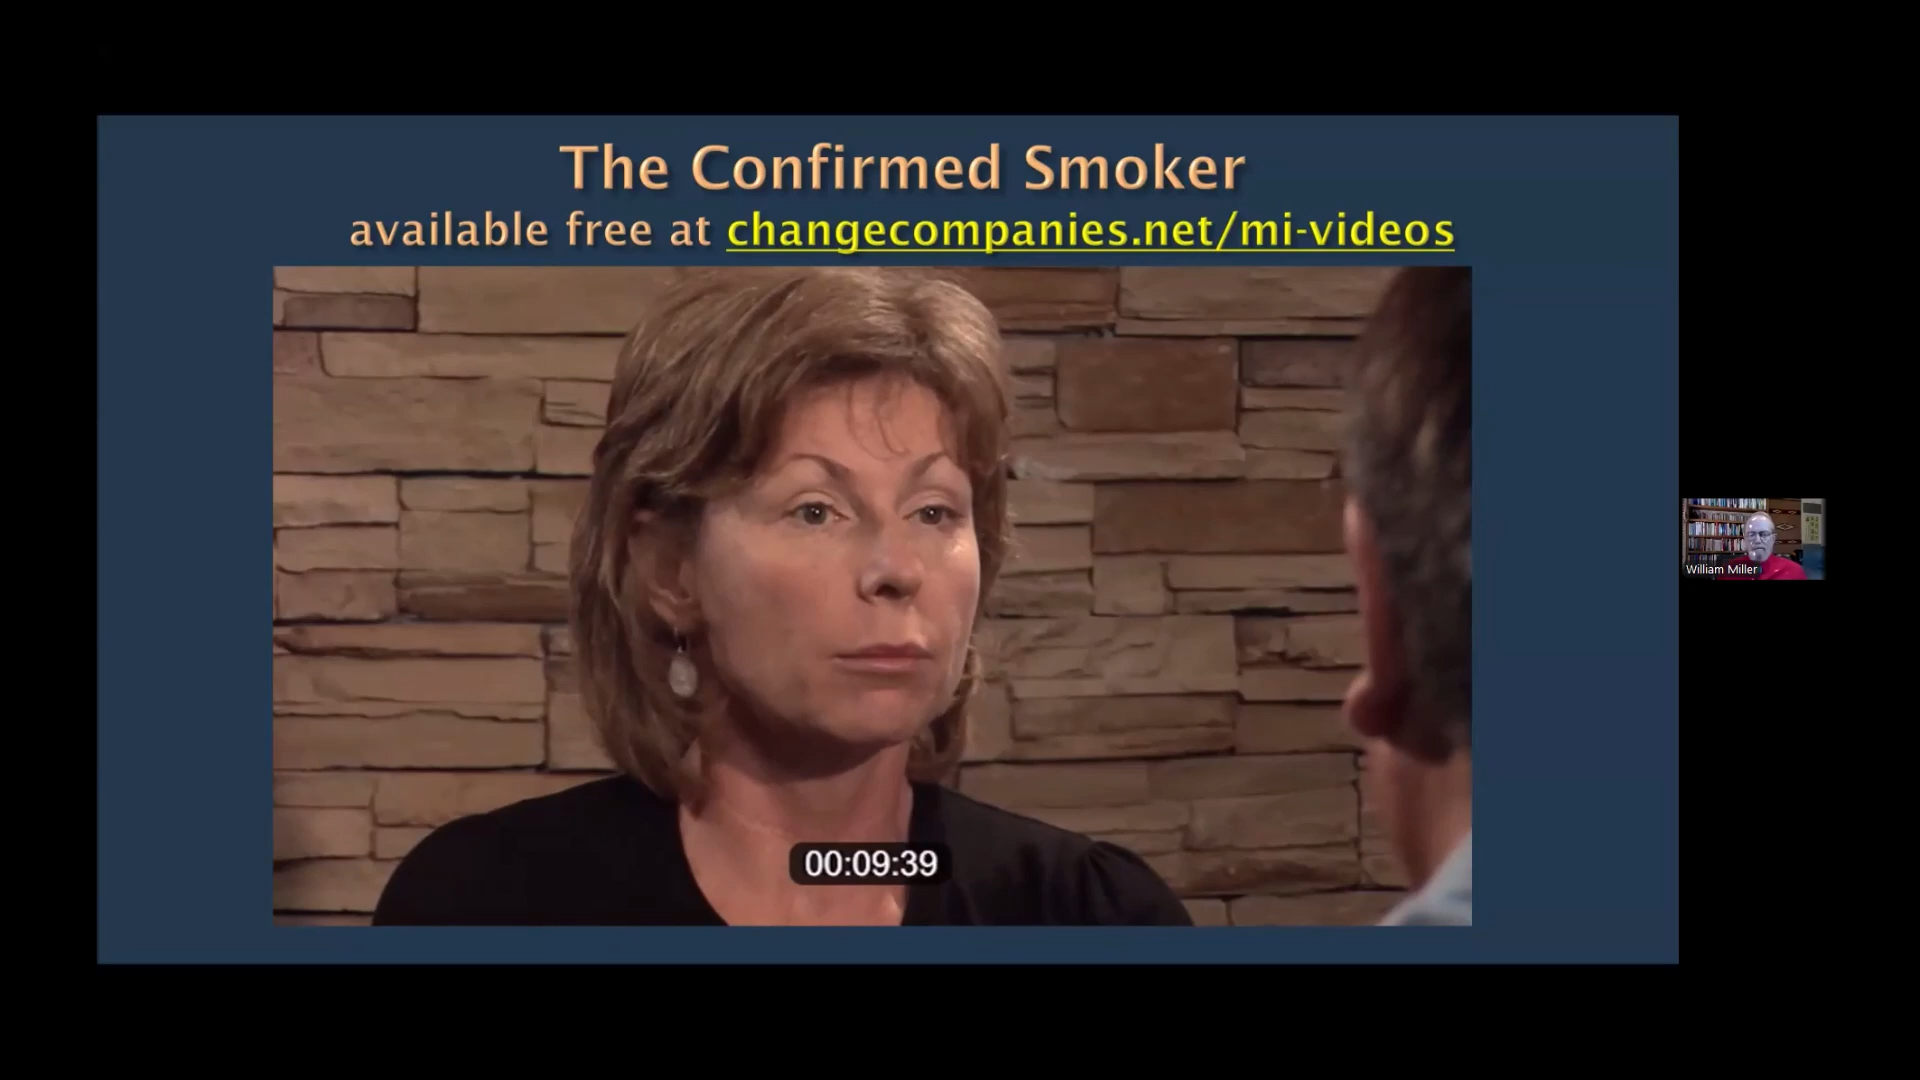 The Confirmed Smoker
available free at changecompanies.net/mi-videos
00:09:39
William Miller